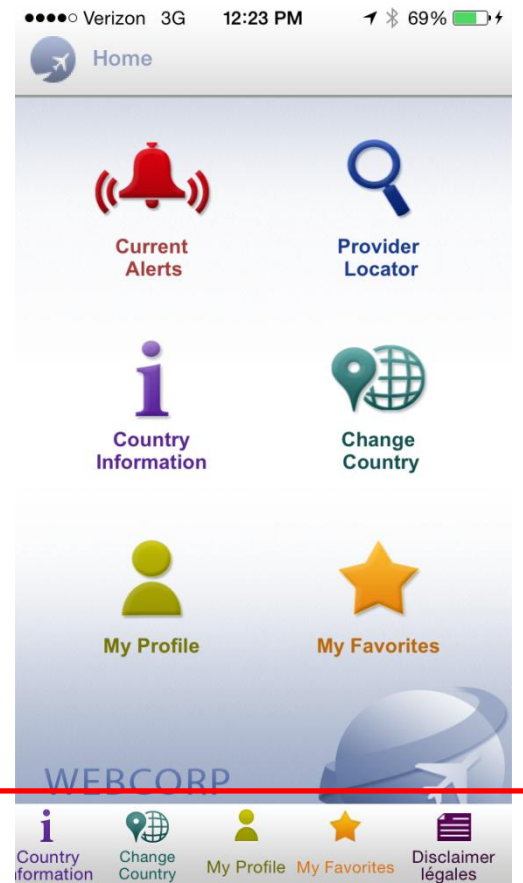 Verizon 3G 12:23 PM 69%
Home
Current
Alerts
Provider
Locator
Country
Information
Change
Country
My Profile
My Favorites
WEBCORP
Country
nformation
Change
Country
My Profile
My Favorites
Disclaimer
légales